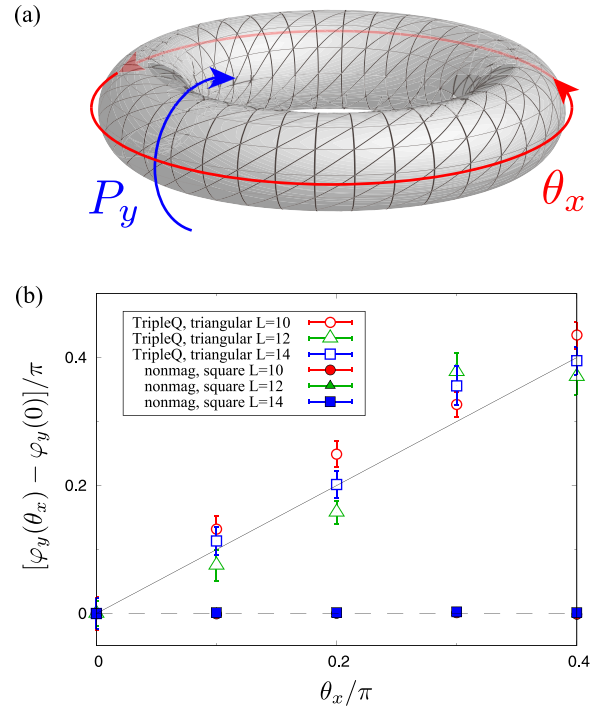 (a)
P_y
θ_x
(b)
TripleQ, triangular L=10
TripleQ, triangular L=12
TripleQ, triangular L=14
nonmag, square L=10
nonmag, square L=12
nonmag, square L=14
[φ_y(θ_x) − φ_y(0)]/π
0.4
0.2
0
0 0.2 0.4
θ_x/π